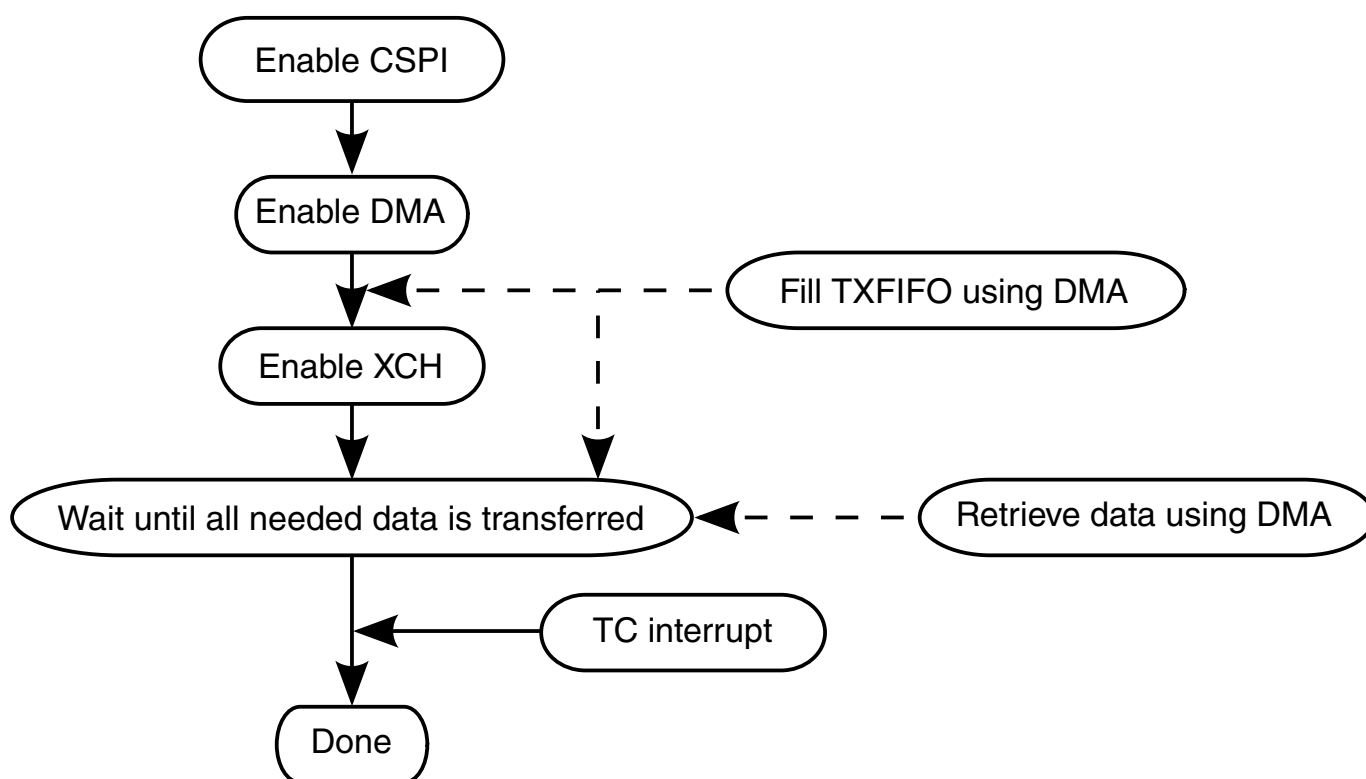 Enable CSPI
Enable DMA
Fill TXFIFO using DMA
Enable XCH
Wait until all needed data is transferred
Retrieve data using DMA
TC interrupt
Done